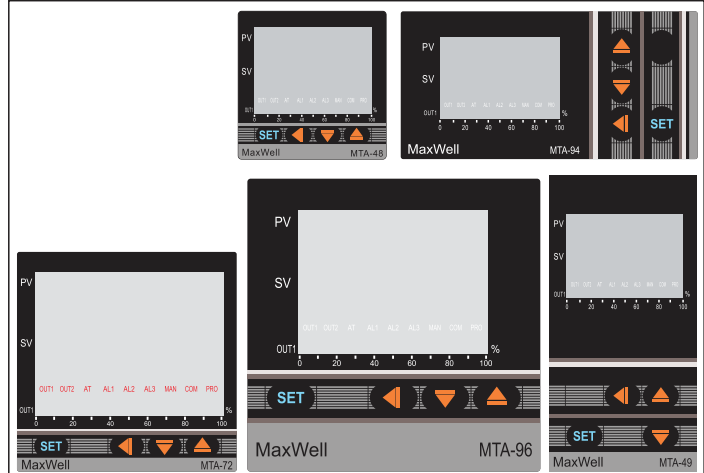 PV
SV
OUT1 OUT2 AT AL1 AL2 AL3 MAN COM PRO
OUT1
%
0 20 40 60 80 100
SET
MaxWell MTA-48
PV
SV
OUT1 OUT2 AT AL1 AL2 AL3 MAN COM PRO
OUT1
%
0 20 40 60 80 100
SET
MaxWell MTA-94
PV
SV
OUT1 OUT2 AT AL1 AL2 AL3 MAN COM PRO
OUT1
%
0 20 40 60 80 100
SET
MaxWell MTA-72
PV
SV
OUT1 OUT2 AT AL1 AL2 AL3 MAN COM PRO
OUT1
%
0 20 40 60 80 100
SET
MaxWell MTA-96
PV
SV
OUT1 OUT2 AT AL1 AL2 AL3 MAN COM PRO
OUT1
%
0 20 40 60 80 100
SET
MaxWell MTA-49